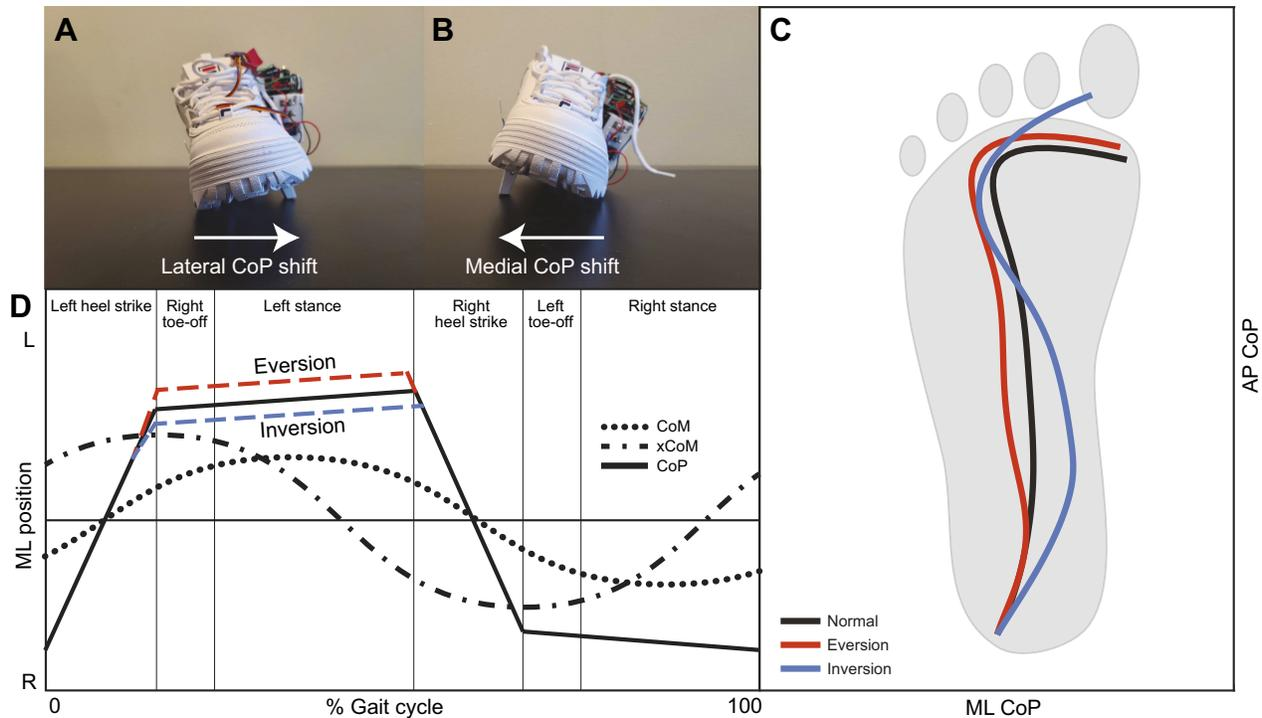 A
B
Lateral CoP shift
Medial CoP shift
C
AP CoP
Normal
Eversion
Inversion
ML CoP
D
Left heel strike
Right
toe-off
Left stance
Right
heel strike
Left
toe-off
Right stance
L
ML position
R
Eversion
Inversion
CoM
xCoM
CoP
0
% Gait cycle
100